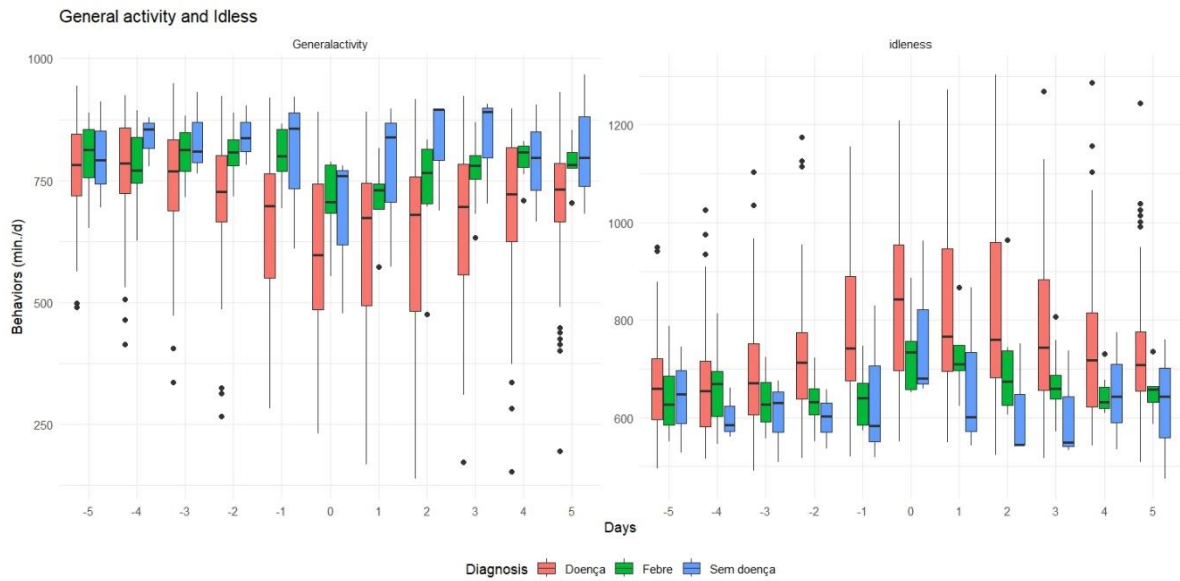 General activity and Idless
Generalactivity
idleness
Behaviors (min./d)
1000
750
500
250
1200
1000
800
600
-5 -4 -3 -2 -1 0 1 2 3 4 5
-5 -4 -3 -2 -1 0 1 2 3 4 5
Days
Diagnosis Doença Febre Sem doença